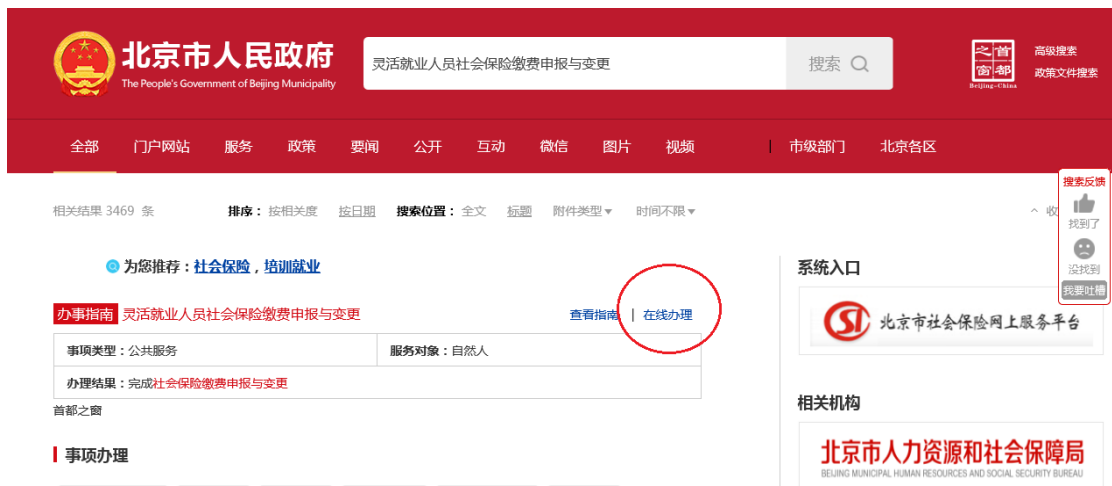 北京市人民政府
The People's Government of Beijing Municipality
灵活就业人员社会保险缴费申报与变更
搜索
首都之窗
Beijing-China
高级搜索
政策文件搜索
全部 门户网站 服务 政策 要闻 公开 互动 微信 图片 视频 | 市级部门 北京各区
搜索反馈
找到了
没找到
我要吐槽
相关结果 3469 条 排序：按相关度 按日期 搜索位置：全文 标题 附件类型▼ 时间不限▼ ^ 收
为您推荐：社会保险，培训就业
办事指南 灵活就业人员社会保险缴费申报与变更 查看指南 | 在线办理
事项类型：公共服务 服务对象：自然人
办理结果：完成社会保险缴费申报与变更
首都之窗
事项办理
系统入口
北京市社会保险网上服务平台
相关机构
北京市人力资源和社会保障局
BEIJING MUNICIPAL HUMAN RESOURCES AND SOCIAL SECURITY BUREAU